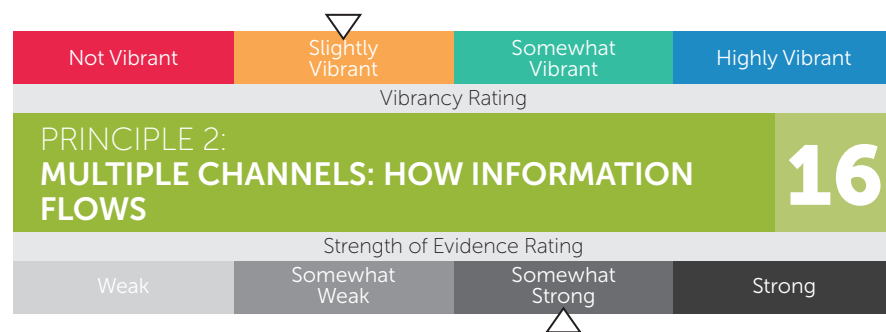 Not Vibrant
Slightly
Vibrant
Somewhat
Vibrant
Highly Vibrant
Vibrancy Rating
PRINCIPLE 2:
MULTIPLE CHANNELS: HOW INFORMATION
FLOWS
16
Strength of Evidence Rating
Weak
Somewhat
Weak
Somewhat
Strong
Strong